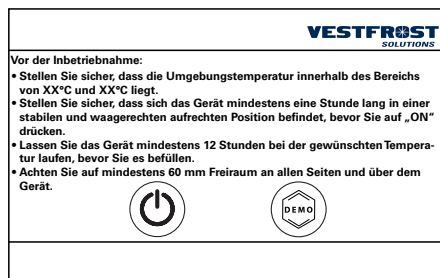 VESTFROST
SOLUTIONS
Vor der Inbetriebnahme:
• Stellen Sie sicher, dass die Umgebungstemperatur innerhalb des Bereichs
von XX°C und XX°C liegt.
• Stellen Sie sicher, dass sich das Gerät mindestens eine Stunde lang in einer
stabilen und waagerechten aufrechten Position befindet, bevor Sie auf „ON“
drücken.
• Lassen Sie das Gerät mindestens 12 Stunden bei der gewünschten Tempera-
tur laufen, bevor Sie es befüllen.
• Achten Sie auf mindestens 60 mm Freiraum an allen Seiten und über dem
Gerät.
DEMO